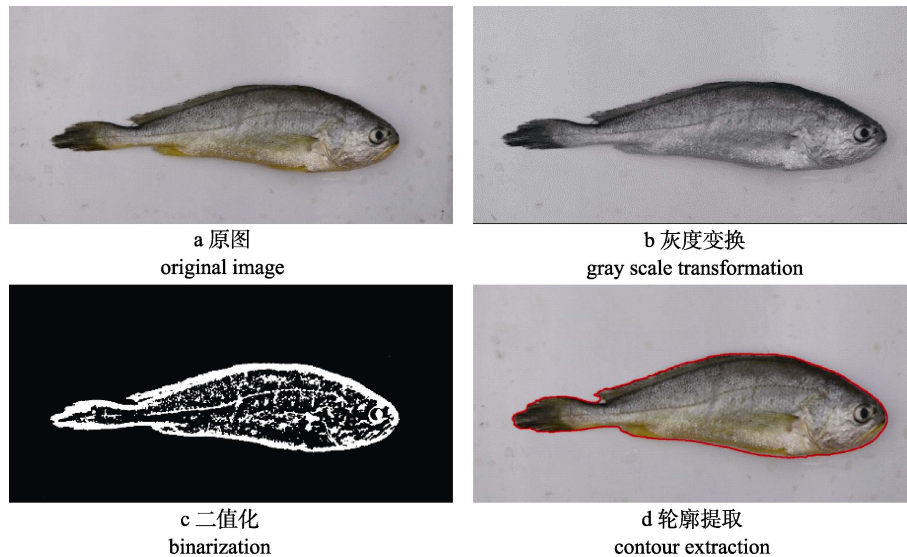 a 原图
original image
b 灰度变换
gray scale transformation
c 二值化
binarization
d 轮廓提取
contour extraction